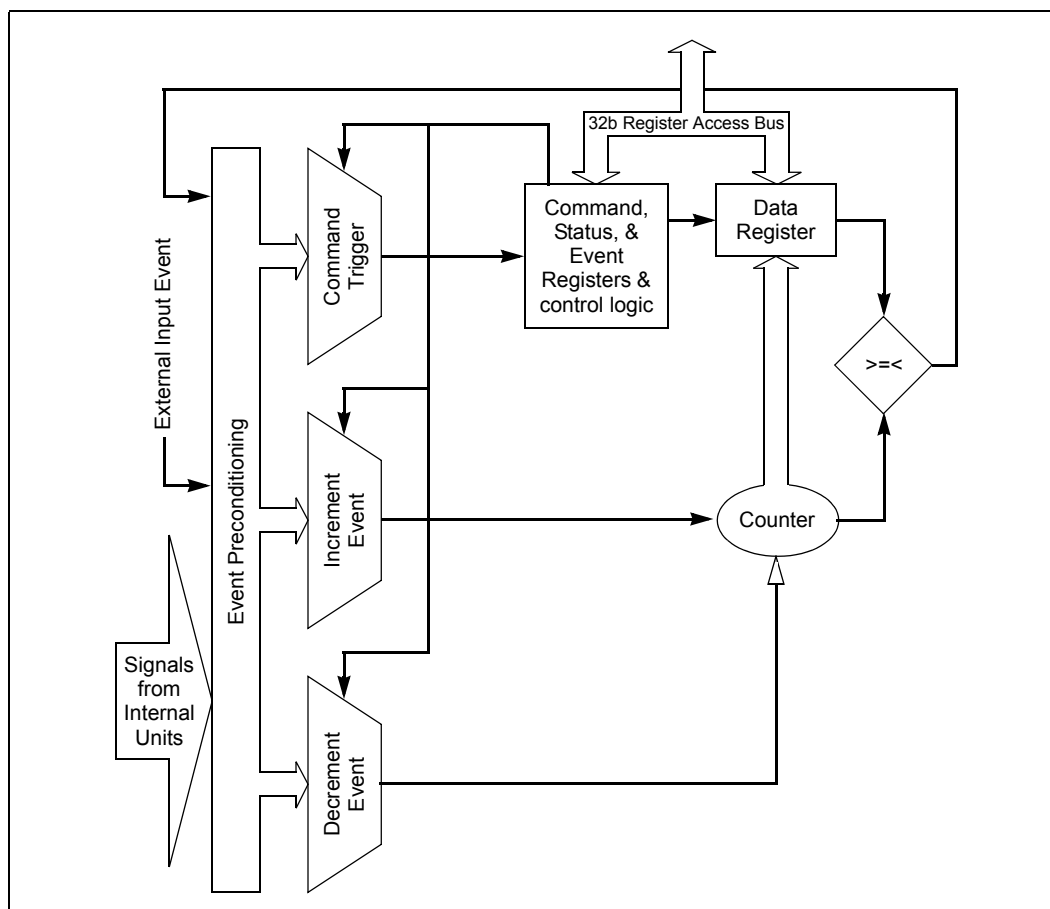 32b Register Access Bus
External Input Event
Event Preconditioning
Command
Trigger
Command,
Status, &
Event
Registers &
control logic
Data
Register
>=<
Increment
Event
Counter
Signals
from
Internal
Units
Decrement
Event